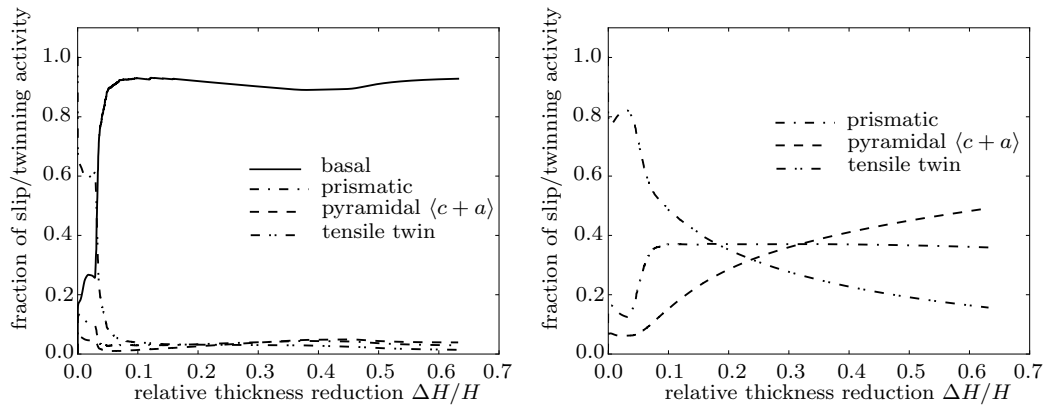 fraction of slip/twinning activity
1.0
0.8
0.6
0.4
0.2
0.0
basal
prismatic
pyramidal ⟨c + a⟩
tensile twin
0.0 0.1 0.2 0.3 0.4 0.5 0.6 0.7
relative thickness reduction ΔH/H
fraction of slip/twinning activity
1.0
0.8
0.6
0.4
0.2
0.0
prismatic
pyramidal ⟨c + a⟩
tensile twin
0.0 0.1 0.2 0.3 0.4 0.5 0.6 0.7
relative thickness reduction ΔH/H